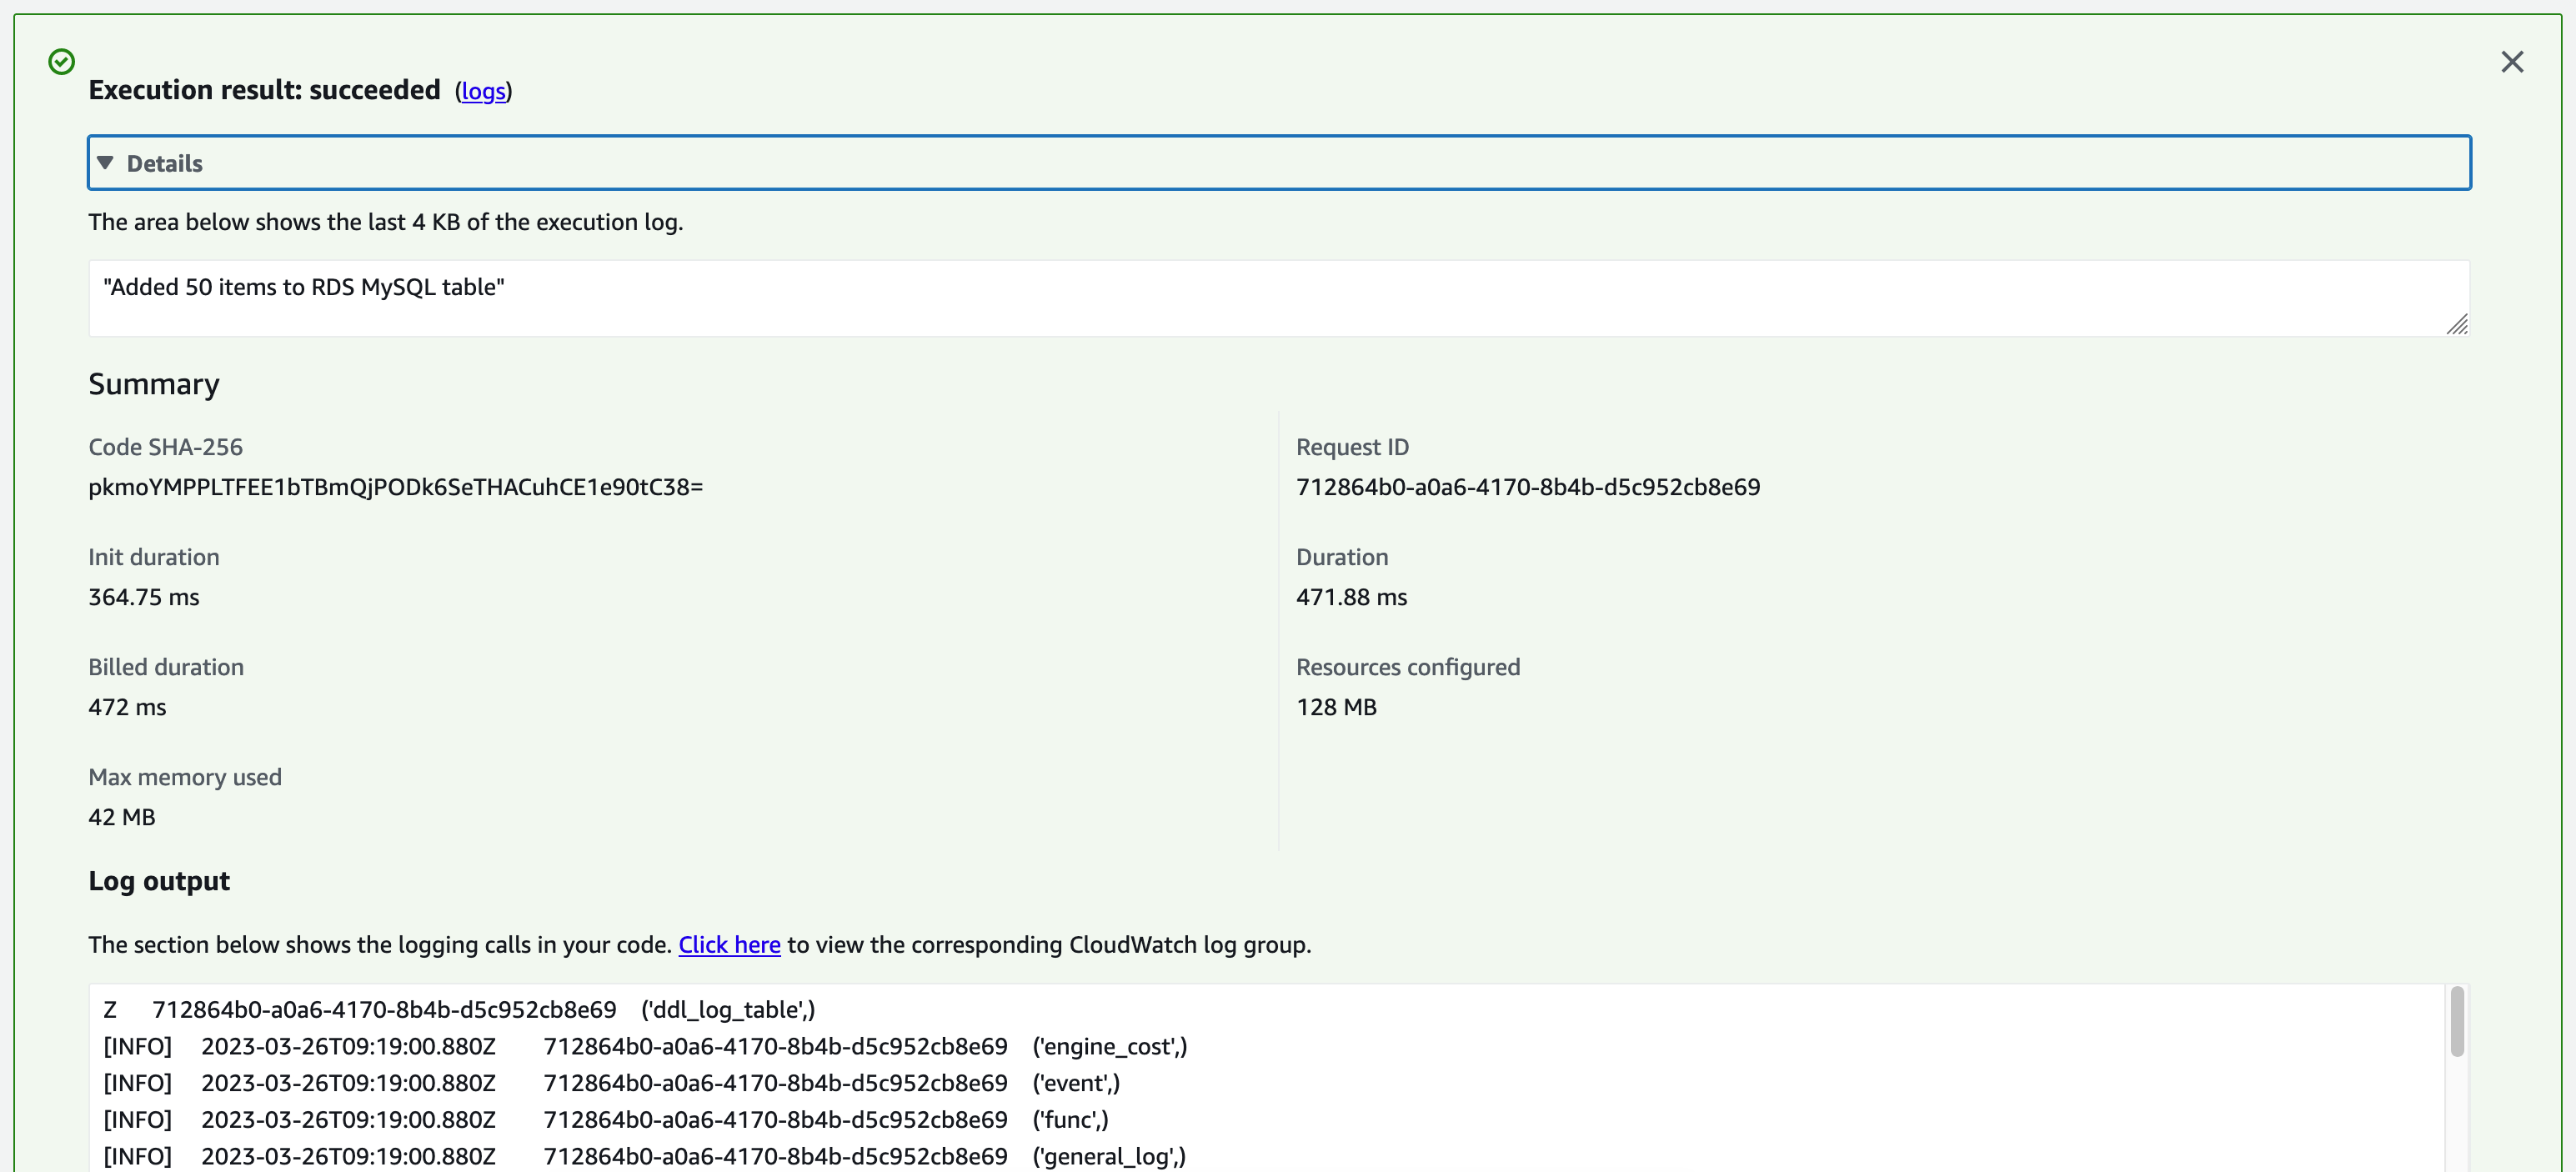 Execution result: succeeded (logs)
Details
The area below shows the last 4 KB of the execution log.
"Added 50 items to RDS MySQL table"
Summary
Code SHA-256
pkmoYMPPLTFEE1bTBmQjPODk6SeTHACuhCE1e90tC38=
Request ID
712864b0-a0a6-4170-8b4b-d5c952cb8e69
Init duration
364.75 ms
Duration
471.88 ms
Billed duration
472 ms
Resources configured
128 MB
Max memory used
42 MB
Log output
The section below shows the logging calls in your code. Click here to view the corresponding CloudWatch log group.
Z 712864b0-a0a6-4170-8b4b-d5c952cb8e69 ('ddl_log_table',)
[INFO] 2023-03-26T09:19:00.880Z 712864b0-a0a6-4170-8b4b-d5c952cb8e69 ('engine_cost',)
[INFO] 2023-03-26T09:19:00.880Z 712864b0-a0a6-4170-8b4b-d5c952cb8e69 ('event',)
[INFO] 2023-03-26T09:19:00.880Z 712864b0-a0a6-4170-8b4b-d5c952cb8e69 ('func',)
[INFO] 2023-03-26T09:19:00.880Z 712864b0-a0a6-4170-8b4b-d5c952cb8e69 ('general_log',)